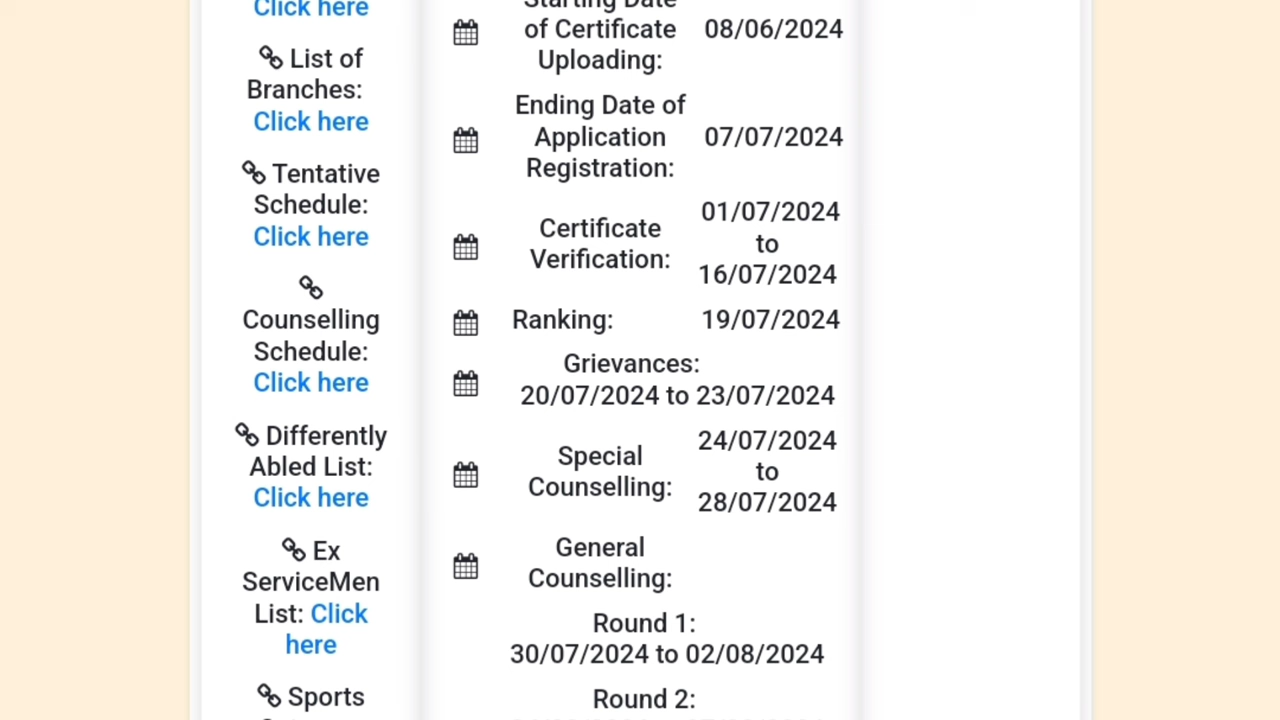 Click here
List of
Branches:
Click here
Tentative
Schedule:
Click here
Counselling
Schedule:
Click here
Differently
Abled List:
Click here
Ex
ServiceMen
List: Click
here
Sports
Starting Date
of Certificate
Uploading:
08/06/2024
Ending Date of
Application
Registration:
07/07/2024
Certificate
Verification:
01/07/2024
to
16/07/2024
Ranking:
19/07/2024
Grievances:
20/07/2024 to 23/07/2024
Special
Counselling:
24/07/2024
to
28/07/2024
General
Counselling:
Round 1:
30/07/2024 to 02/08/2024
Round 2: